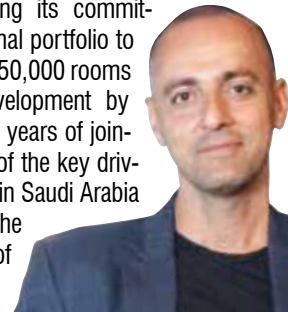 ng its commit-
nal portfolio to
50,000 rooms
velopment by
years of join-
of the key driv-
in Saudi Arabia
he
of